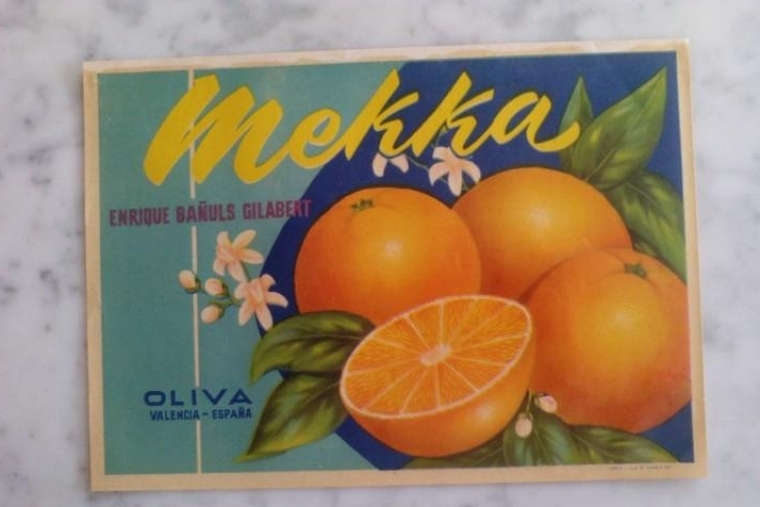 Mekka
ENRIQUE BAÑULS GILABERT
OLIVA
VALENCIA - ESPAÑA